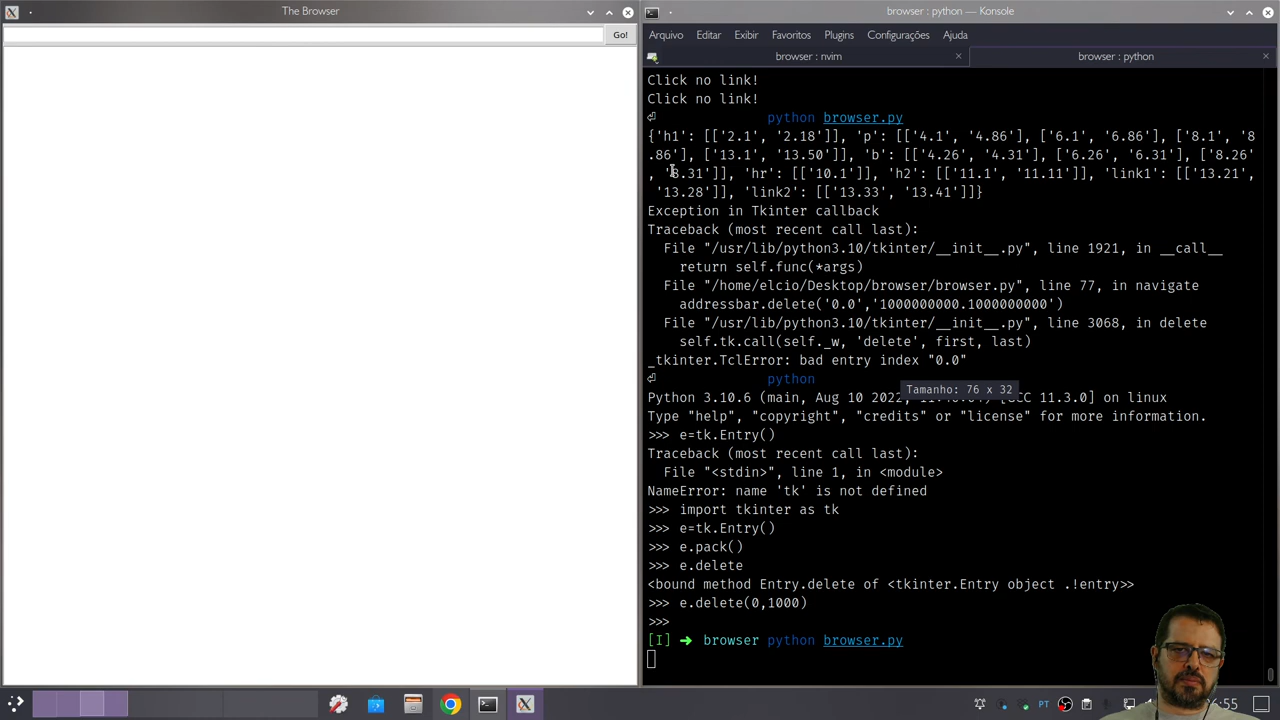 The Browser
Go!
browser : python — Konsole
Arquivo Editar Exibir Favoritos Plugins Configurações Ajuda
browser : nvim
browser : python
Click no link!
Click no link!
python browser.py
{'h1': [['2.1', '2.18']], 'p': [['4.1', '4.86'], ['6.1', '6.86'], ['8.1', '8
.86'], ['13.1', '13.50']], 'b': [['4.26', '4.31'], ['6.26', '6.31'], ['8.26'
, '8.31']], 'hr': [['10.1']], 'h2': [['11.1', '11.11']], 'link1': [['13.21',
'13.28']], 'link2': [['13.33', '13.41']]}
Exception in Tkinter callback
Traceback (most recent call last):
File "/usr/lib/python3.10/tkinter/__init__.py", line 1921, in __call__
return self.func(*args)
File "/home/elcio/Desktop/browser/browser.py", line 77, in navigate
addressbar.delete('0.0','1000000000.1000000000')
File "/usr/lib/python3.10/tkinter/__init__.py", line 3068, in delete
self.tk.call(self._w, 'delete', first, last)
_tkinter.TclError: bad entry index "0.0"
python
Tamanho: 76 x 32
Python 3.10.6 (main, Aug 10 2022, [GCC 11.3.0] on linux
Type "help", "copyright", "credits" or "license" for more information.
>>> e=tk.Entry()
Traceback (most recent call last):
File "<stdin>", line 1, in <module>
NameError: name 'tk' is not defined
>>> import tkinter as tk
>>> e=tk.Entry()
>>> e.pack()
>>> e.delete
<bound method Entry.delete of <tkinter.Entry object .!entry>>
>>> e.delete(0,1000)
>>>
[I] ➜ browser python browser.py
PT
:55